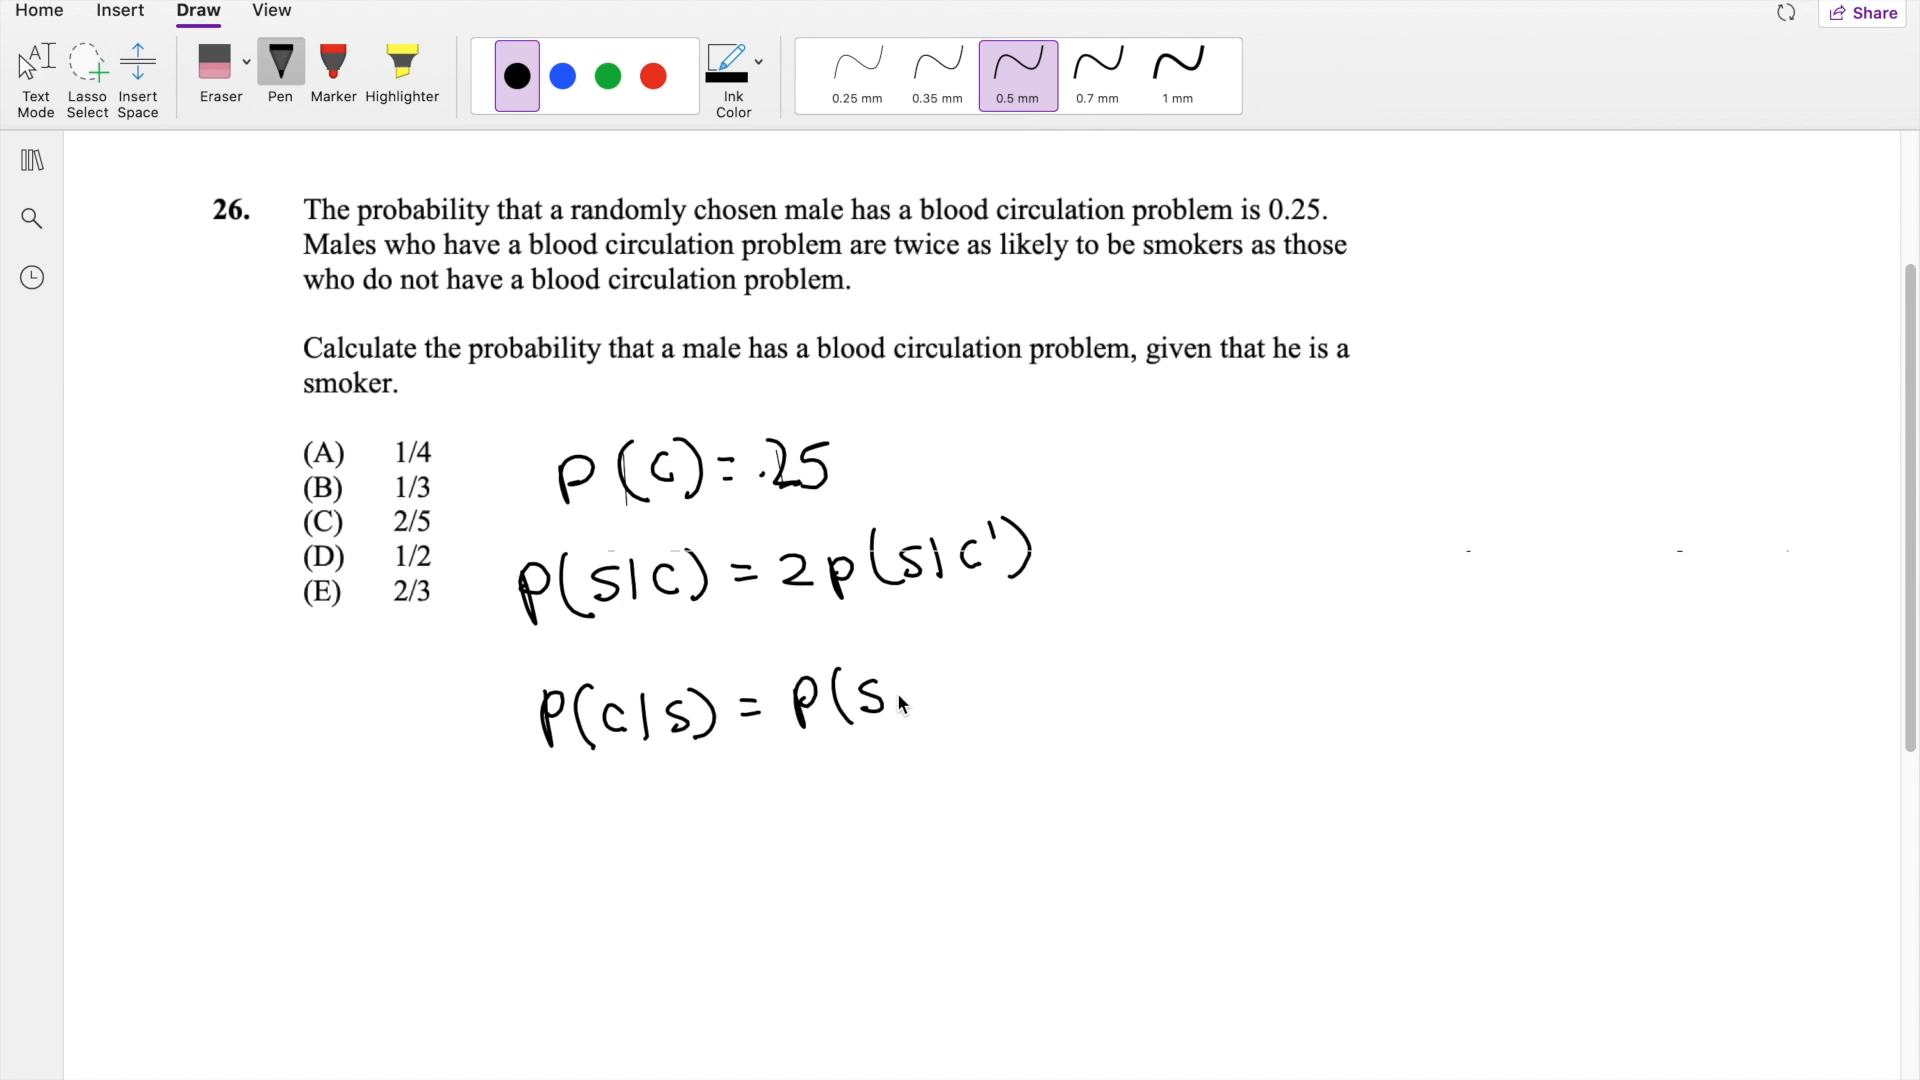 Home Insert Draw View Share
Text Mode Lasso Select Insert Space Eraser Pen Marker Highlighter Ink Color 0.25 mm 0.35 mm 0.5 mm 0.7 mm 1 mm
26. The probability that a randomly chosen male has a blood circulation problem is 0.25.
Males who have a blood circulation problem are twice as likely to be smokers as those
who do not have a blood circulation problem.
Calculate the probability that a male has a blood circulation problem, given that he is a
smoker.
(A) 1/4
(B) 1/3
(C) 2/5
(D) 1/2
(E) 2/3
P(C) = .25
P(S|C) = 2P(S|C')
P(C|S) = P(S